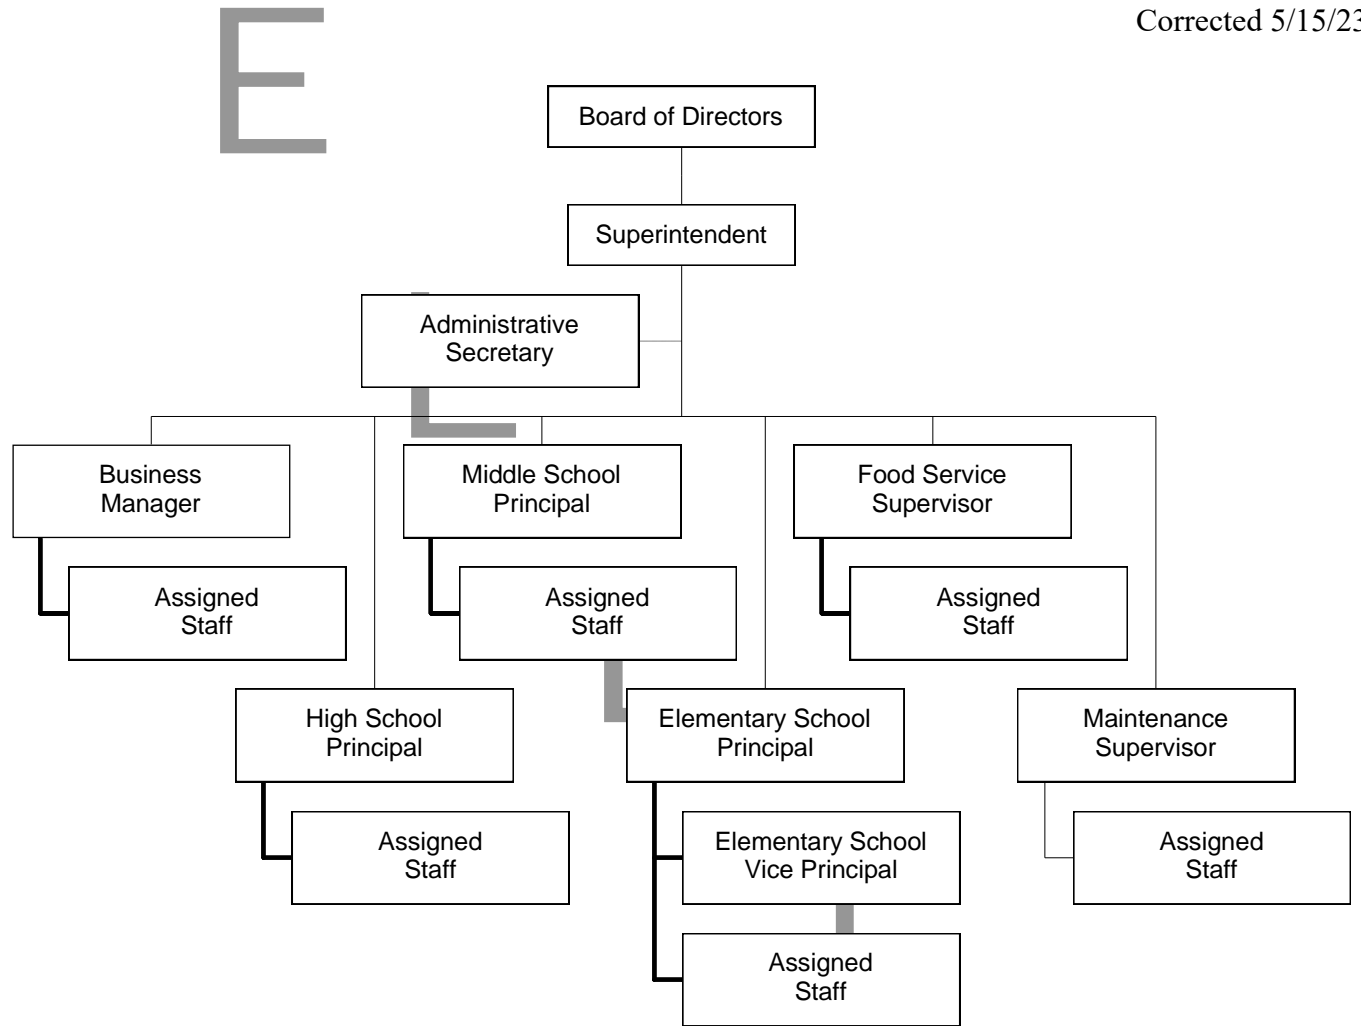 E
Corrected 5/15/23
Board of Directors
Superintendent
Administrative
Secretary
Business
Manager
Middle School
Principal
Food Service
Supervisor
Assigned
Staff
Assigned
Staff
Assigned
Staff
High School
Principal
Elementary School
Principal
Maintenance
Supervisor
Assigned
Staff
Elementary School
Vice Principal
Assigned
Staff
Assigned
Staff